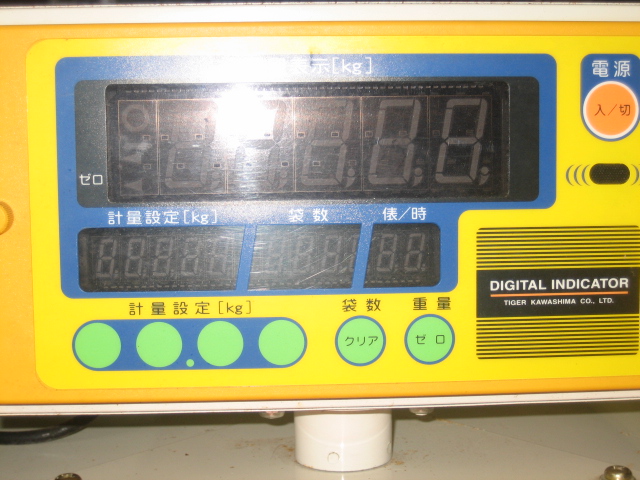 示[kg]
電源
入／切
ゼロ
計量設定[kg] 袋数 俵／時
DIGITAL INDICATOR
TIGER KAWASHIMA CO., LTD.
計量設定[kg] 袋数 重量
クリア ゼロ